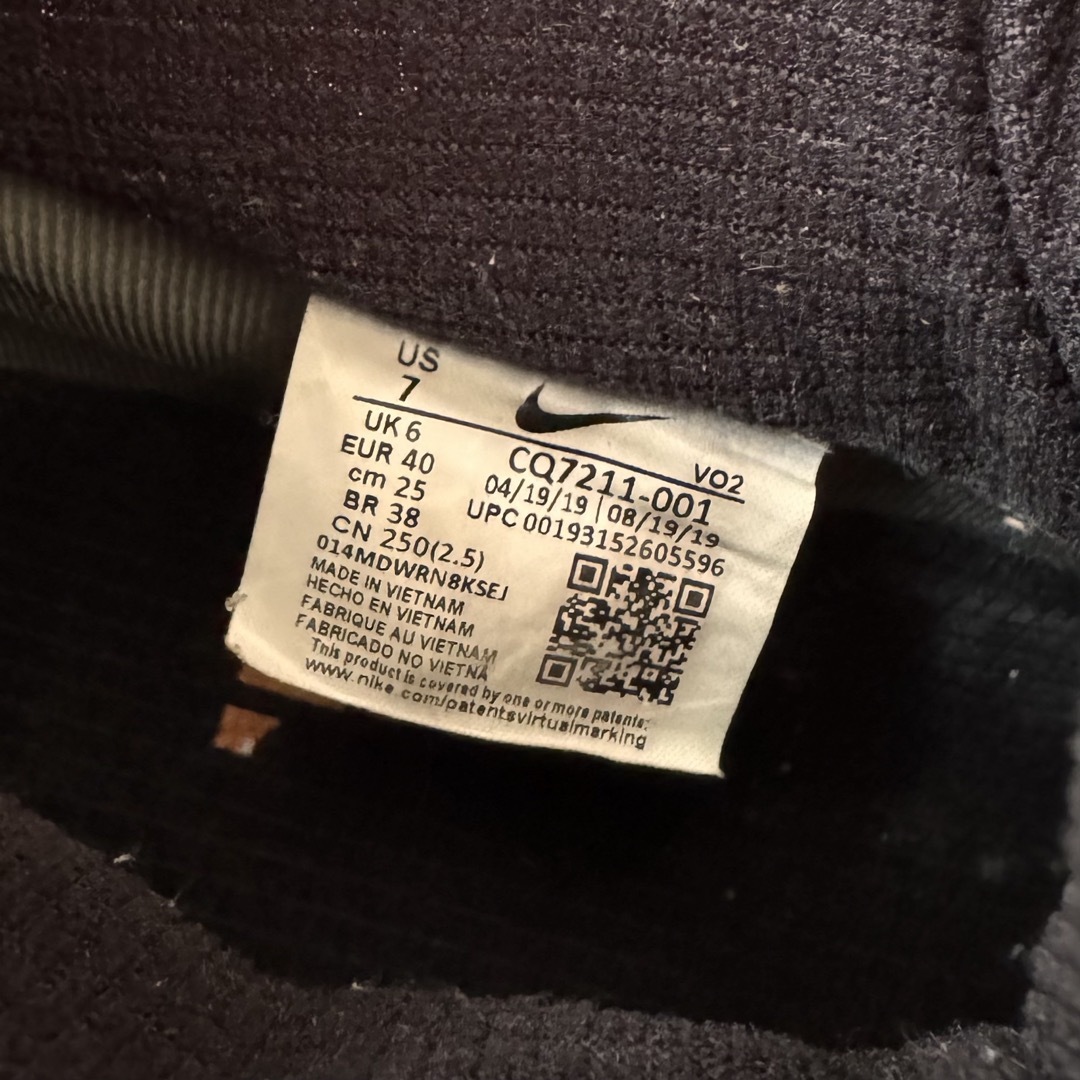 US
7
VO2
UK 6
EUR 40
cm 25
BR 38
CN 250(2.5)
CQ7211-001
04/19/19 | 08/19/19
UPC 00193152605596
014MDWRN8KSEJ
MADE IN VIETNAM
HECHO EN VIETNAM
FABRIQUE AU VIETNAM
FABRICADO NO VIETNA
This product is covered by one or more patents:
www.nike.com/patentsvirtualmarking